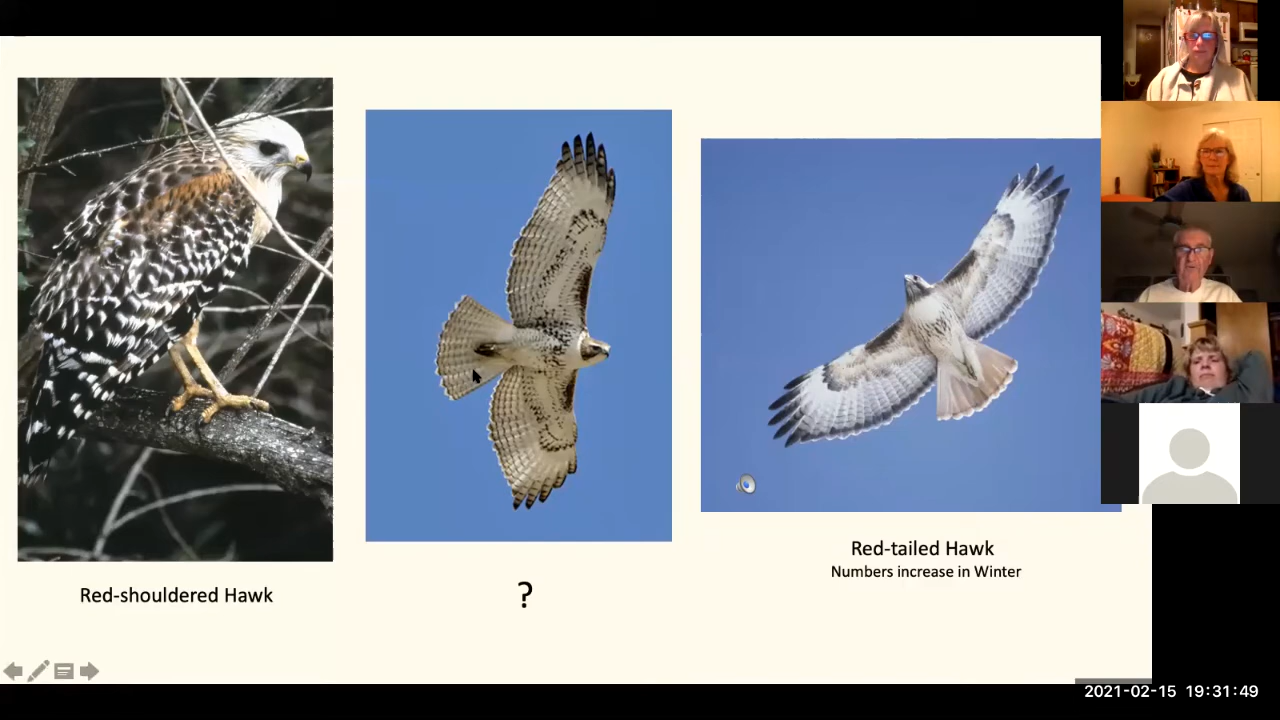 Red-shouldered Hawk
?
Red-tailed Hawk
Numbers increase in Winter
2021-02-15 19:31:49